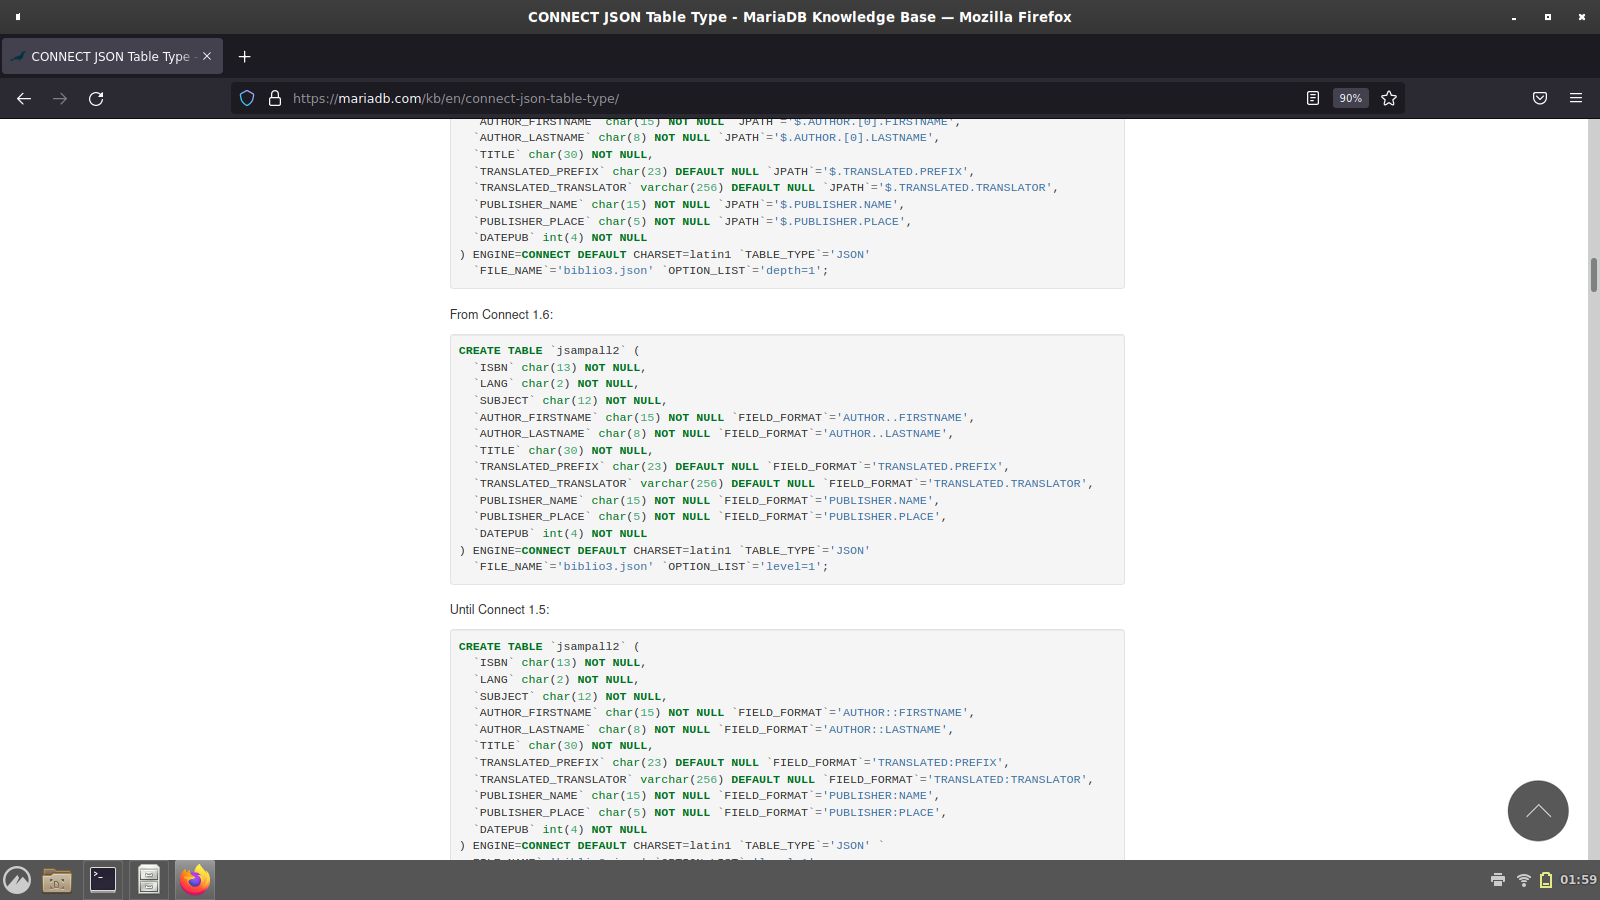 CONNECT JSON Table Type - MariaDB Knowledge Base — Mozilla Firefox
CONNECT JSON Table Type -
https://mariadb.com/kb/en/connect-json-table-type/
90%
`AUTHOR_FIRSTNAME` char(15) NOT NULL `JPATH`='$.AUTHOR.[0].FIRSTNAME',
`AUTHOR_LASTNAME` char(8) NOT NULL `JPATH`='$.AUTHOR.[0].LASTNAME',
`TITLE` char(30) NOT NULL,
`TRANSLATED_PREFIX` char(23) DEFAULT NULL `JPATH`='$.TRANSLATED.PREFIX',
`TRANSLATED_TRANSLATOR` varchar(256) DEFAULT NULL `JPATH`='$.TRANSLATED.TRANSLATOR',
`PUBLISHER_NAME` char(15) NOT NULL `JPATH`='$.PUBLISHER.NAME',
`PUBLISHER_PLACE` char(5) NOT NULL `JPATH`='$.PUBLISHER.PLACE',
`DATEPUB` int(4) NOT NULL
) ENGINE=CONNECT DEFAULT CHARSET=latin1 `TABLE_TYPE`='JSON'
`FILE_NAME`='biblio3.json' `OPTION_LIST`='depth=1';
From Connect 1.6:
CREATE TABLE `jsampall2` (
`ISBN` char(13) NOT NULL,
`LANG` char(2) NOT NULL,
`SUBJECT` char(12) NOT NULL,
`AUTHOR_FIRSTNAME` char(15) NOT NULL `FIELD_FORMAT`='AUTHOR..FIRSTNAME',
`AUTHOR_LASTNAME` char(8) NOT NULL `FIELD_FORMAT`='AUTHOR..LASTNAME',
`TITLE` char(30) NOT NULL,
`TRANSLATED_PREFIX` char(23) DEFAULT NULL `FIELD_FORMAT`='TRANSLATED.PREFIX',
`TRANSLATED_TRANSLATOR` varchar(256) DEFAULT NULL `FIELD_FORMAT`='TRANSLATED.TRANSLATOR',
`PUBLISHER_NAME` char(15) NOT NULL `FIELD_FORMAT`='PUBLISHER.NAME',
`PUBLISHER_PLACE` char(5) NOT NULL `FIELD_FORMAT`='PUBLISHER.PLACE',
`DATEPUB` int(4) NOT NULL
) ENGINE=CONNECT DEFAULT CHARSET=latin1 `TABLE_TYPE`='JSON'
`FILE_NAME`='biblio3.json' `OPTION_LIST`='level=1';
Until Connect 1.5:
CREATE TABLE `jsampall2` (
`ISBN` char(13) NOT NULL,
`LANG` char(2) NOT NULL,
`SUBJECT` char(12) NOT NULL,
`AUTHOR_FIRSTNAME` char(15) NOT NULL `FIELD_FORMAT`='AUTHOR::FIRSTNAME',
`AUTHOR_LASTNAME` char(8) NOT NULL `FIELD_FORMAT`='AUTHOR::LASTNAME',
`TITLE` char(30) NOT NULL,
`TRANSLATED_PREFIX` char(23) DEFAULT NULL `FIELD_FORMAT`='TRANSLATED:PREFIX',
`TRANSLATED_TRANSLATOR` varchar(256) DEFAULT NULL `FIELD_FORMAT`='TRANSLATED:TRANSLATOR',
`PUBLISHER_NAME` char(15) NOT NULL `FIELD_FORMAT`='PUBLISHER:NAME',
`PUBLISHER_PLACE` char(5) NOT NULL `FIELD_FORMAT`='PUBLISHER:PLACE',
`DATEPUB` int(4) NOT NULL
) ENGINE=CONNECT DEFAULT CHARSET=latin1 `TABLE_TYPE`='JSON' `
01:59